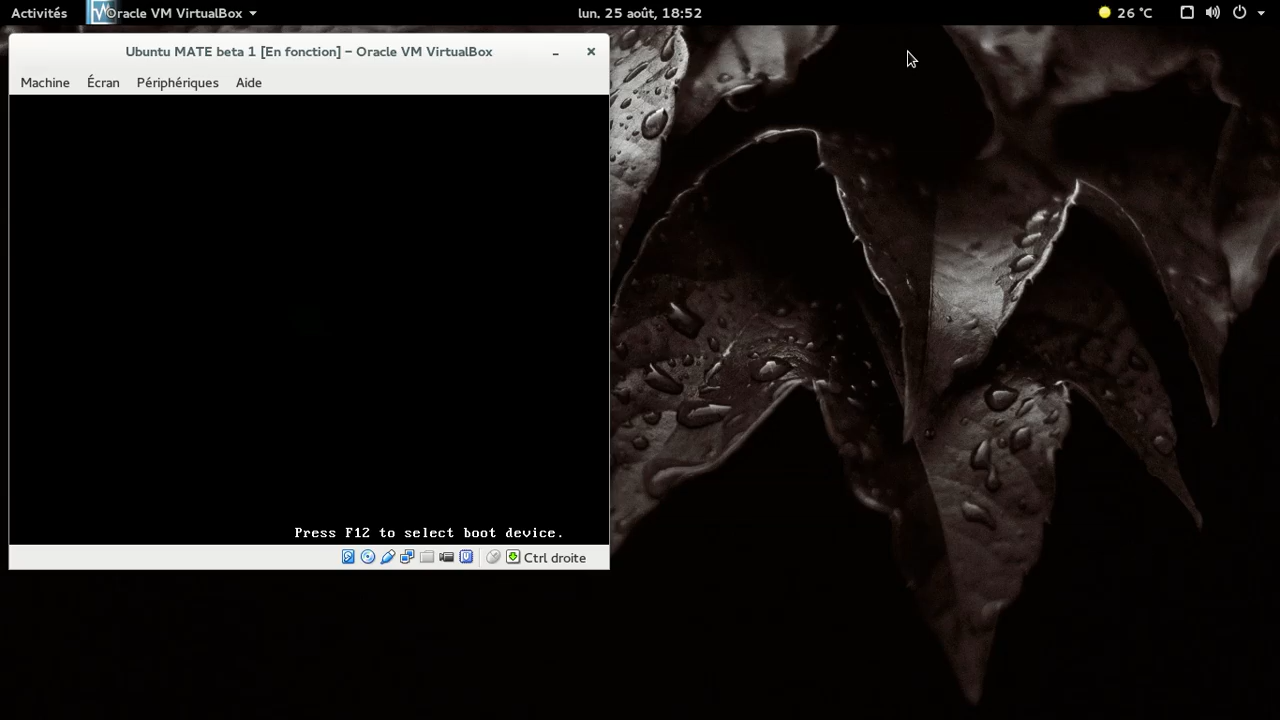 Activités Oracle VM VirtualBox lun. 25 août, 18:52 26 °C
Ubuntu MATE beta 1 [En fonction] – Oracle VM VirtualBox
Machine Écran Périphériques Aide
Press F12 to select boot device.
Ctrl droite